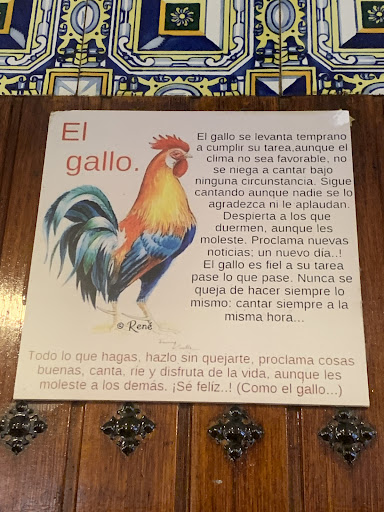 El
gallo.
El gallo se levanta temprano
a cumplir su tarea,aunque el
clima no sea favorable, no
se niega a cantar bajo
ninguna circunstancia. Sigue
cantando aunque nadie se lo
agradezca ni le aplaudan.
Despierta a los que
duermen, aunque les
moleste. Proclama nuevas
noticias; un nuevo día..!
El gallo es fiel a su tarea
pase lo que pase. Nunca se
queja de hacer siempre lo
mismo: cantar siempre a la
misma hora...
© René
Todo lo que hagas, hazlo sin quejarte, proclama cosas
buenas, canta, ríe y disfruta de la vida, aunque les
moleste a los demás. ¡Sé felíz..! (Como el gallo...)